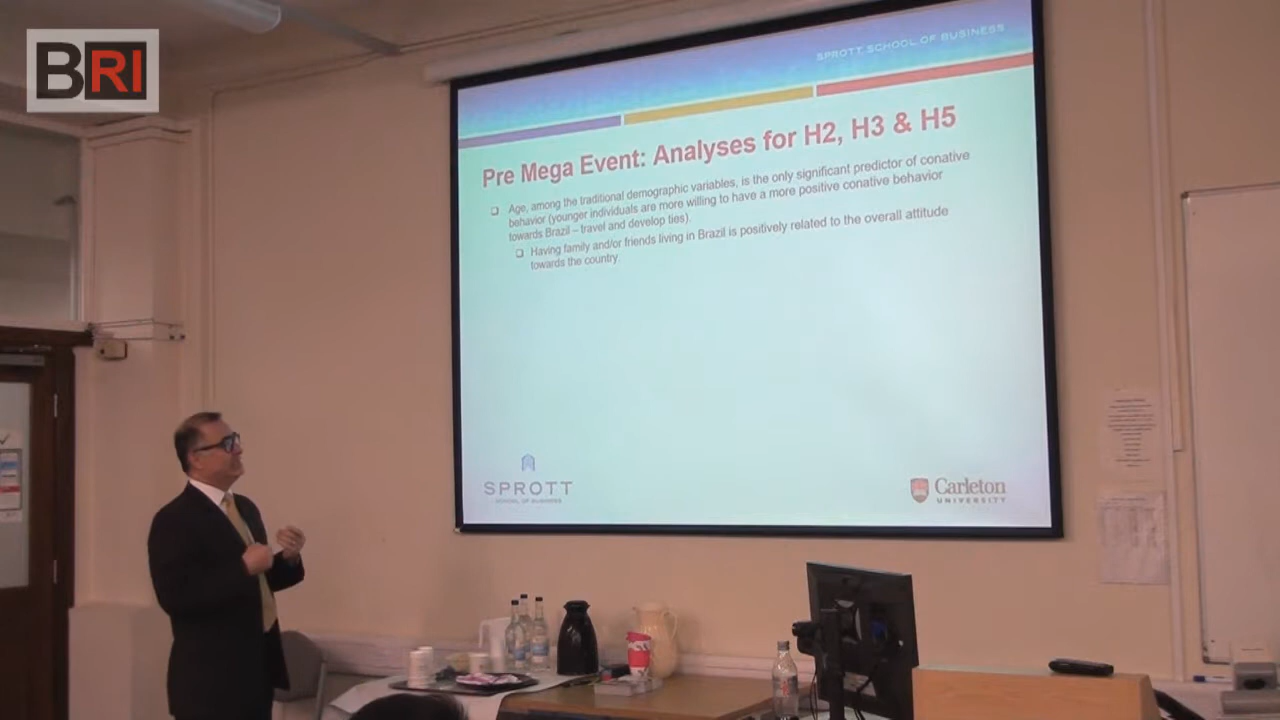 BRI
SPROTT SCHOOL OF BUSINESS
Pre Mega Event: Analyses for H2, H3 & H5
❑ Age, among the traditional demographic variables, is the only significant predictor of conative
behavior (younger individuals are more willing to have a more positive conative behavior
towards Brazil – travel and develop ties).
❑ Having family and/or friends living in Brazil is positively related to the overall attitude
towards the country.
SPROTT
SCHOOL OF BUSINESS
Carleton
UNIVERSITY